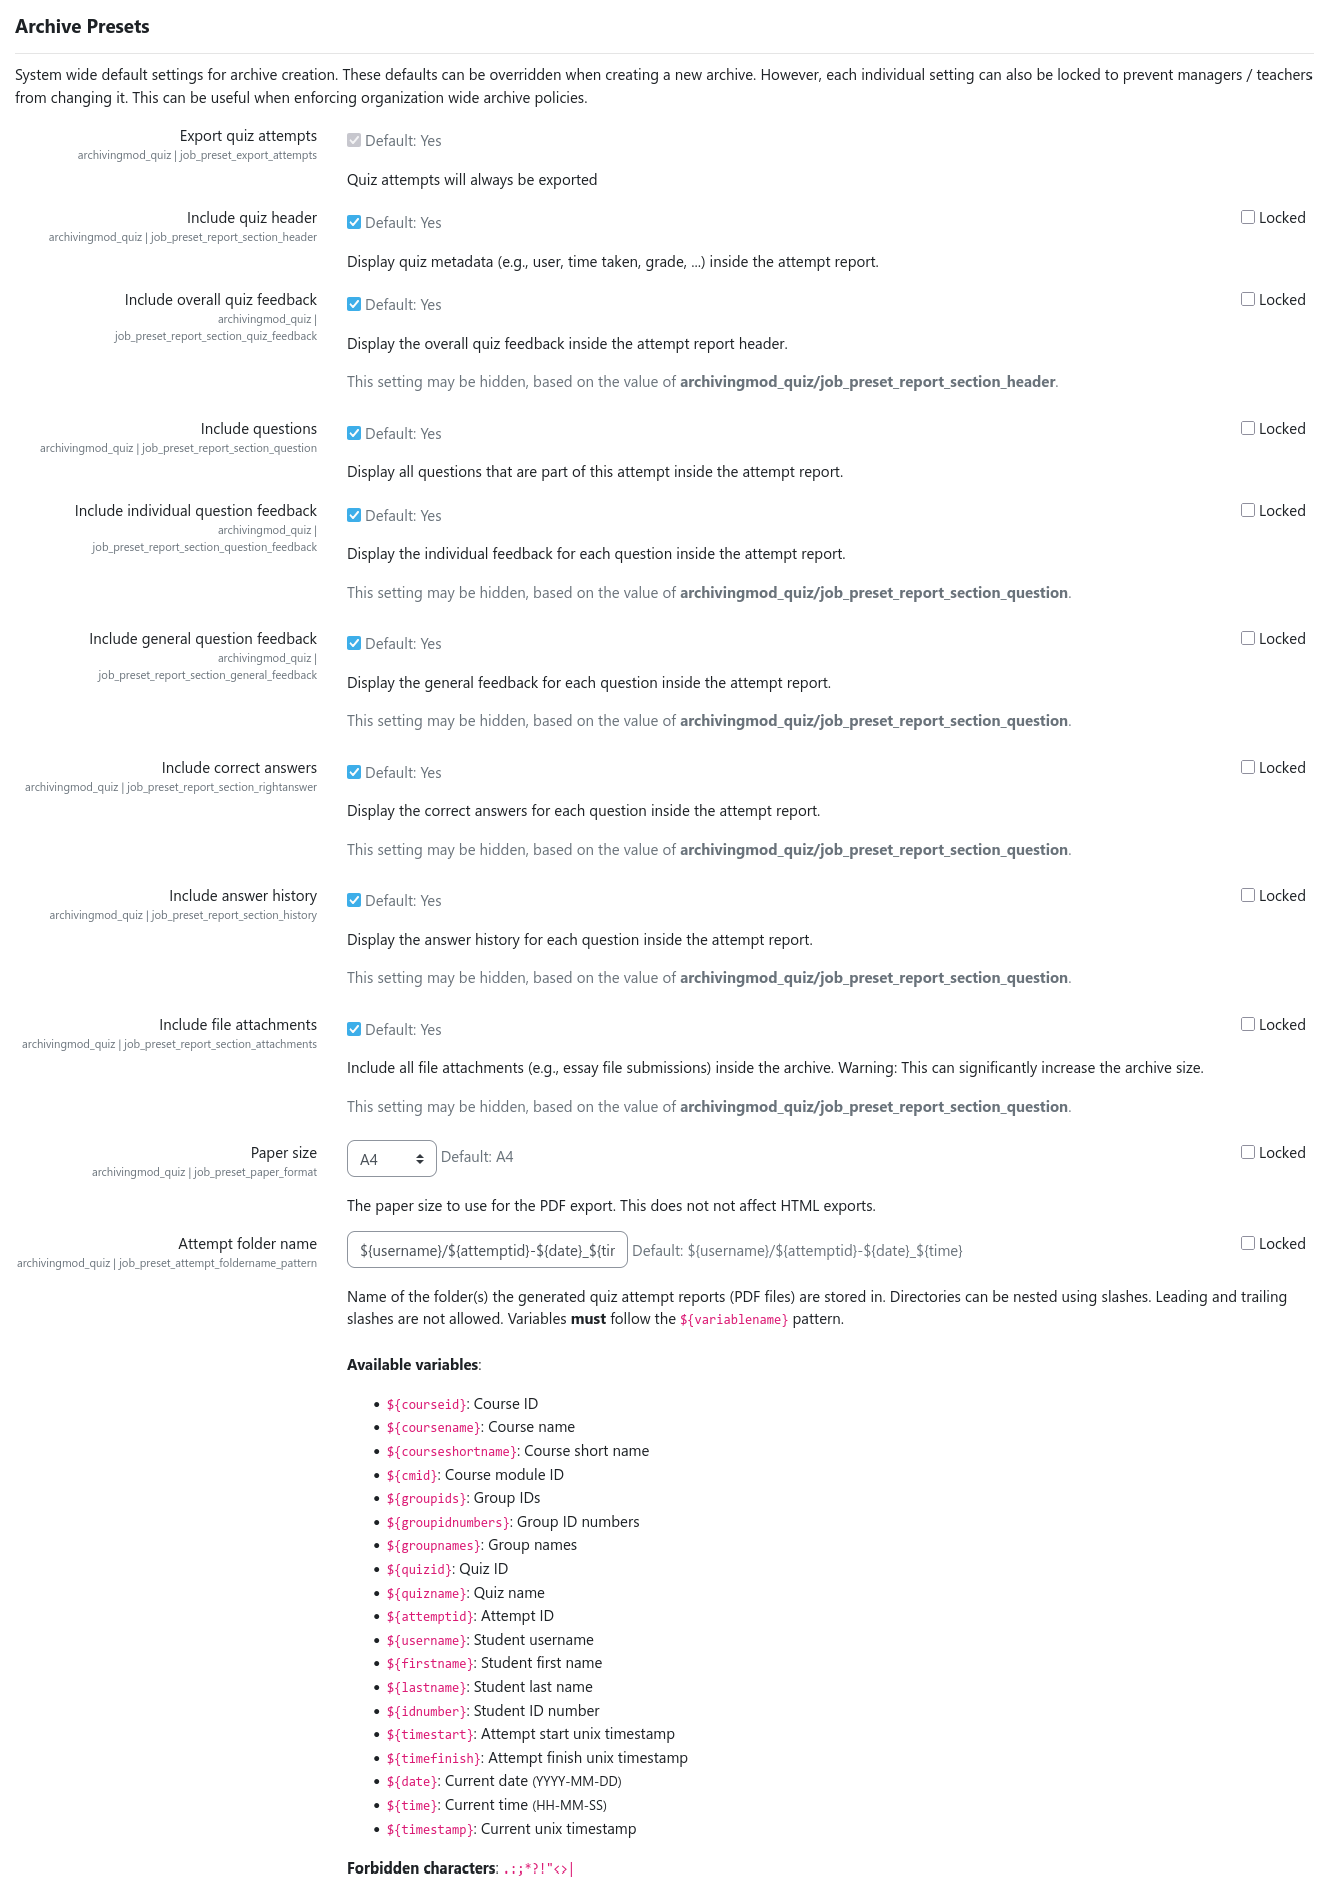 Archive Presets
System wide default settings for archive creation. These defaults can be overridden when creating a new archive. However, each individual setting can also be locked to prevent managers / teachers
from changing it. This can be useful when enforcing organization wide archive policies.
Export quiz attempts
archivingmod_quiz | job_preset_export_attempts
Default: Yes
Quiz attempts will always be exported
Include quiz header
archivingmod_quiz | job_preset_report_section_header
Default: Yes
Locked
Display quiz metadata (e.g., user, time taken, grade, ...) inside the attempt report.
Include overall quiz feedback
archivingmod_quiz |
job_preset_report_section_quiz_feedback
Default: Yes
Locked
Display the overall quiz feedback inside the attempt report header.
This setting may be hidden, based on the value of archivingmod_quiz/job_preset_report_section_header.
Include questions
archivingmod_quiz | job_preset_report_section_question
Default: Yes
Locked
Display all questions that are part of this attempt inside the attempt report.
Include individual question feedback
archivingmod_quiz |
job_preset_report_section_question_feedback
Default: Yes
Locked
Display the individual feedback for each question inside the attempt report.
This setting may be hidden, based on the value of archivingmod_quiz/job_preset_report_section_question.
Include general question feedback
archivingmod_quiz |
job_preset_report_section_general_feedback
Default: Yes
Locked
Display the general feedback for each question inside the attempt report.
This setting may be hidden, based on the value of archivingmod_quiz/job_preset_report_section_question.
Include correct answers
archivingmod_quiz | job_preset_report_section_rightanswer
Default: Yes
Locked
Display the correct answers for each question inside the attempt report.
This setting may be hidden, based on the value of archivingmod_quiz/job_preset_report_section_question.
Include answer history
archivingmod_quiz | job_preset_report_section_history
Default: Yes
Locked
Display the answer history for each question inside the attempt report.
This setting may be hidden, based on the value of archivingmod_quiz/job_preset_report_section_question.
Include file attachments
archivingmod_quiz | job_preset_report_section_attachments
Default: Yes
Locked
Include all file attachments (e.g., essay file submissions) inside the archive. Warning: This can significantly increase the archive size.
This setting may be hidden, based on the value of archivingmod_quiz/job_preset_report_section_question.
Paper size
archivingmod_quiz | job_preset_paper_format
A4
Default: A4
Locked
The paper size to use for the PDF export. This does not not affect HTML exports.
Attempt folder name
archivingmod_quiz | job_preset_attempt_foldername_pattern
${username}/${attemptid}-${date}_${tir
Default: ${username}/${attemptid}-${date}_${time}
Locked
Name of the folder(s) the generated quiz attempt reports (PDF files) are stored in. Directories can be nested using slashes. Leading and trailing
slashes are not allowed. Variables must follow the ${variablename} pattern.
Available variables:
• ${courseid}: Course ID
• ${coursename}: Course name
• ${courseshortname}: Course short name
• ${cmid}: Course module ID
• ${groupids}: Group IDs
• ${groupidnumbers}: Group ID numbers
• ${groupnames}: Group names
• ${quizid}: Quiz ID
• ${quizname}: Quiz name
• ${attemptid}: Attempt ID
• ${username}: Student username
• ${firstname}: Student first name
• ${lastname}: Student last name
• ${idnumber}: Student ID number
• ${timestart}: Attempt start unix timestamp
• ${timefinish}: Attempt finish unix timestamp
• ${date}: Current date (YYYY-MM-DD)
• ${time}: Current time (HH-MM-SS)
• ${timestamp}: Current unix timestamp
Forbidden characters: .:;*?!"<>|